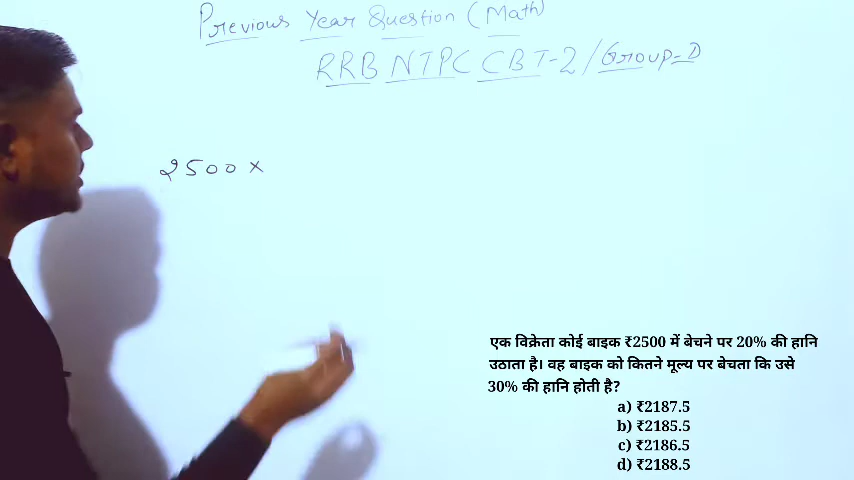 Previous Year Question (Math)
RRB NTPC CBT-2 / Group-D
2500 ×
एक विक्रेता कोई बाइक ₹2500 में बेचने पर 20% की हानि
उठाता है। वह बाइक को कितने मूल्य पर बेचता कि उसे
30% की हानि होती है?
a) ₹2187.5
b) ₹2185.5
c) ₹2186.5
d) ₹2188.5